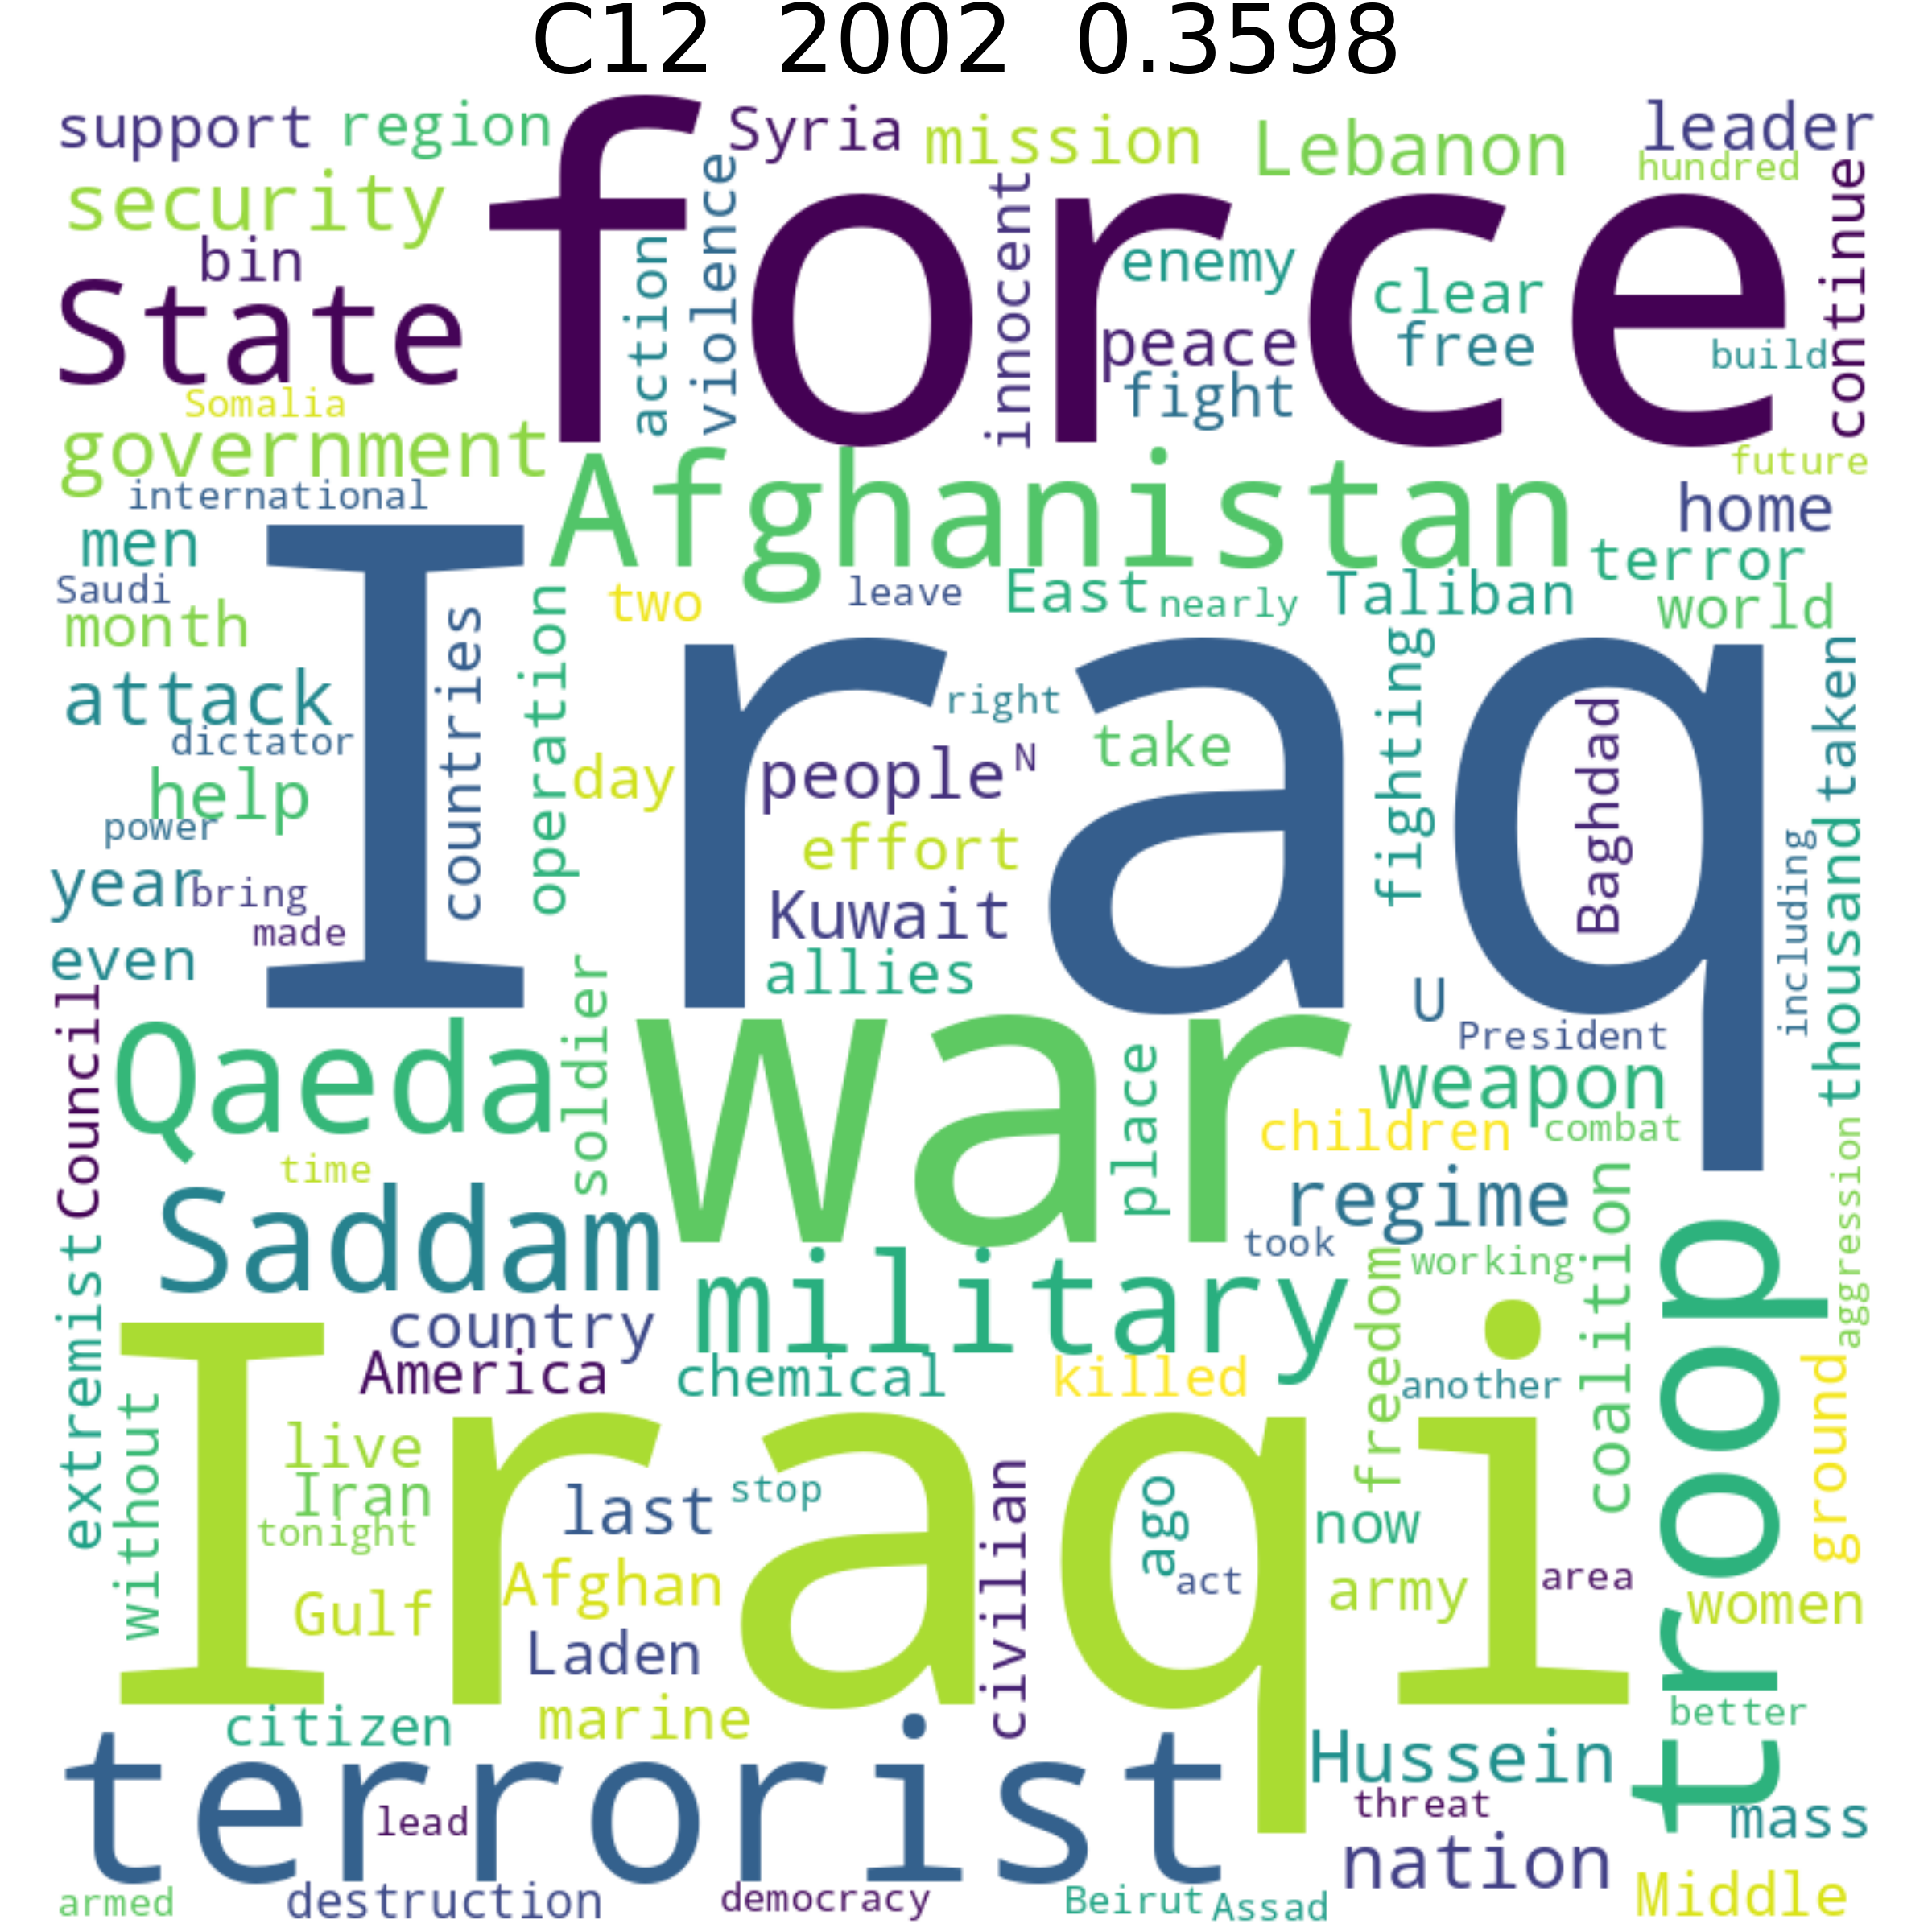 C12 2002 0.3598
support region Syria mission Lebanon leader
hundred
security force continue
bin action violence innocent enemy clear
State peace free build
Somalia fight
government
international Afghanistan future
men home
terror
Saudi two leave East nearly Taliban world
month
countries operation Iraq fighting taken
attack right
dictator take Baghdad
help day people N
power effort including
year bring Kuwait thousand
made
even allies
Council soldier U
President
Qaeda war place weapon
children combat
time aggression
Saddam regime
took
extremist military freedom working coalition troop
country
America chemical killed another ground
without Iraqi
live
Iran last stop civilian ago now
tonight
Afghan act army area women
Gulf
Laden
citizen marine better
terrorist Hussein
lead threat mass
nation
armed destruction democracy Beirut Assad Middle